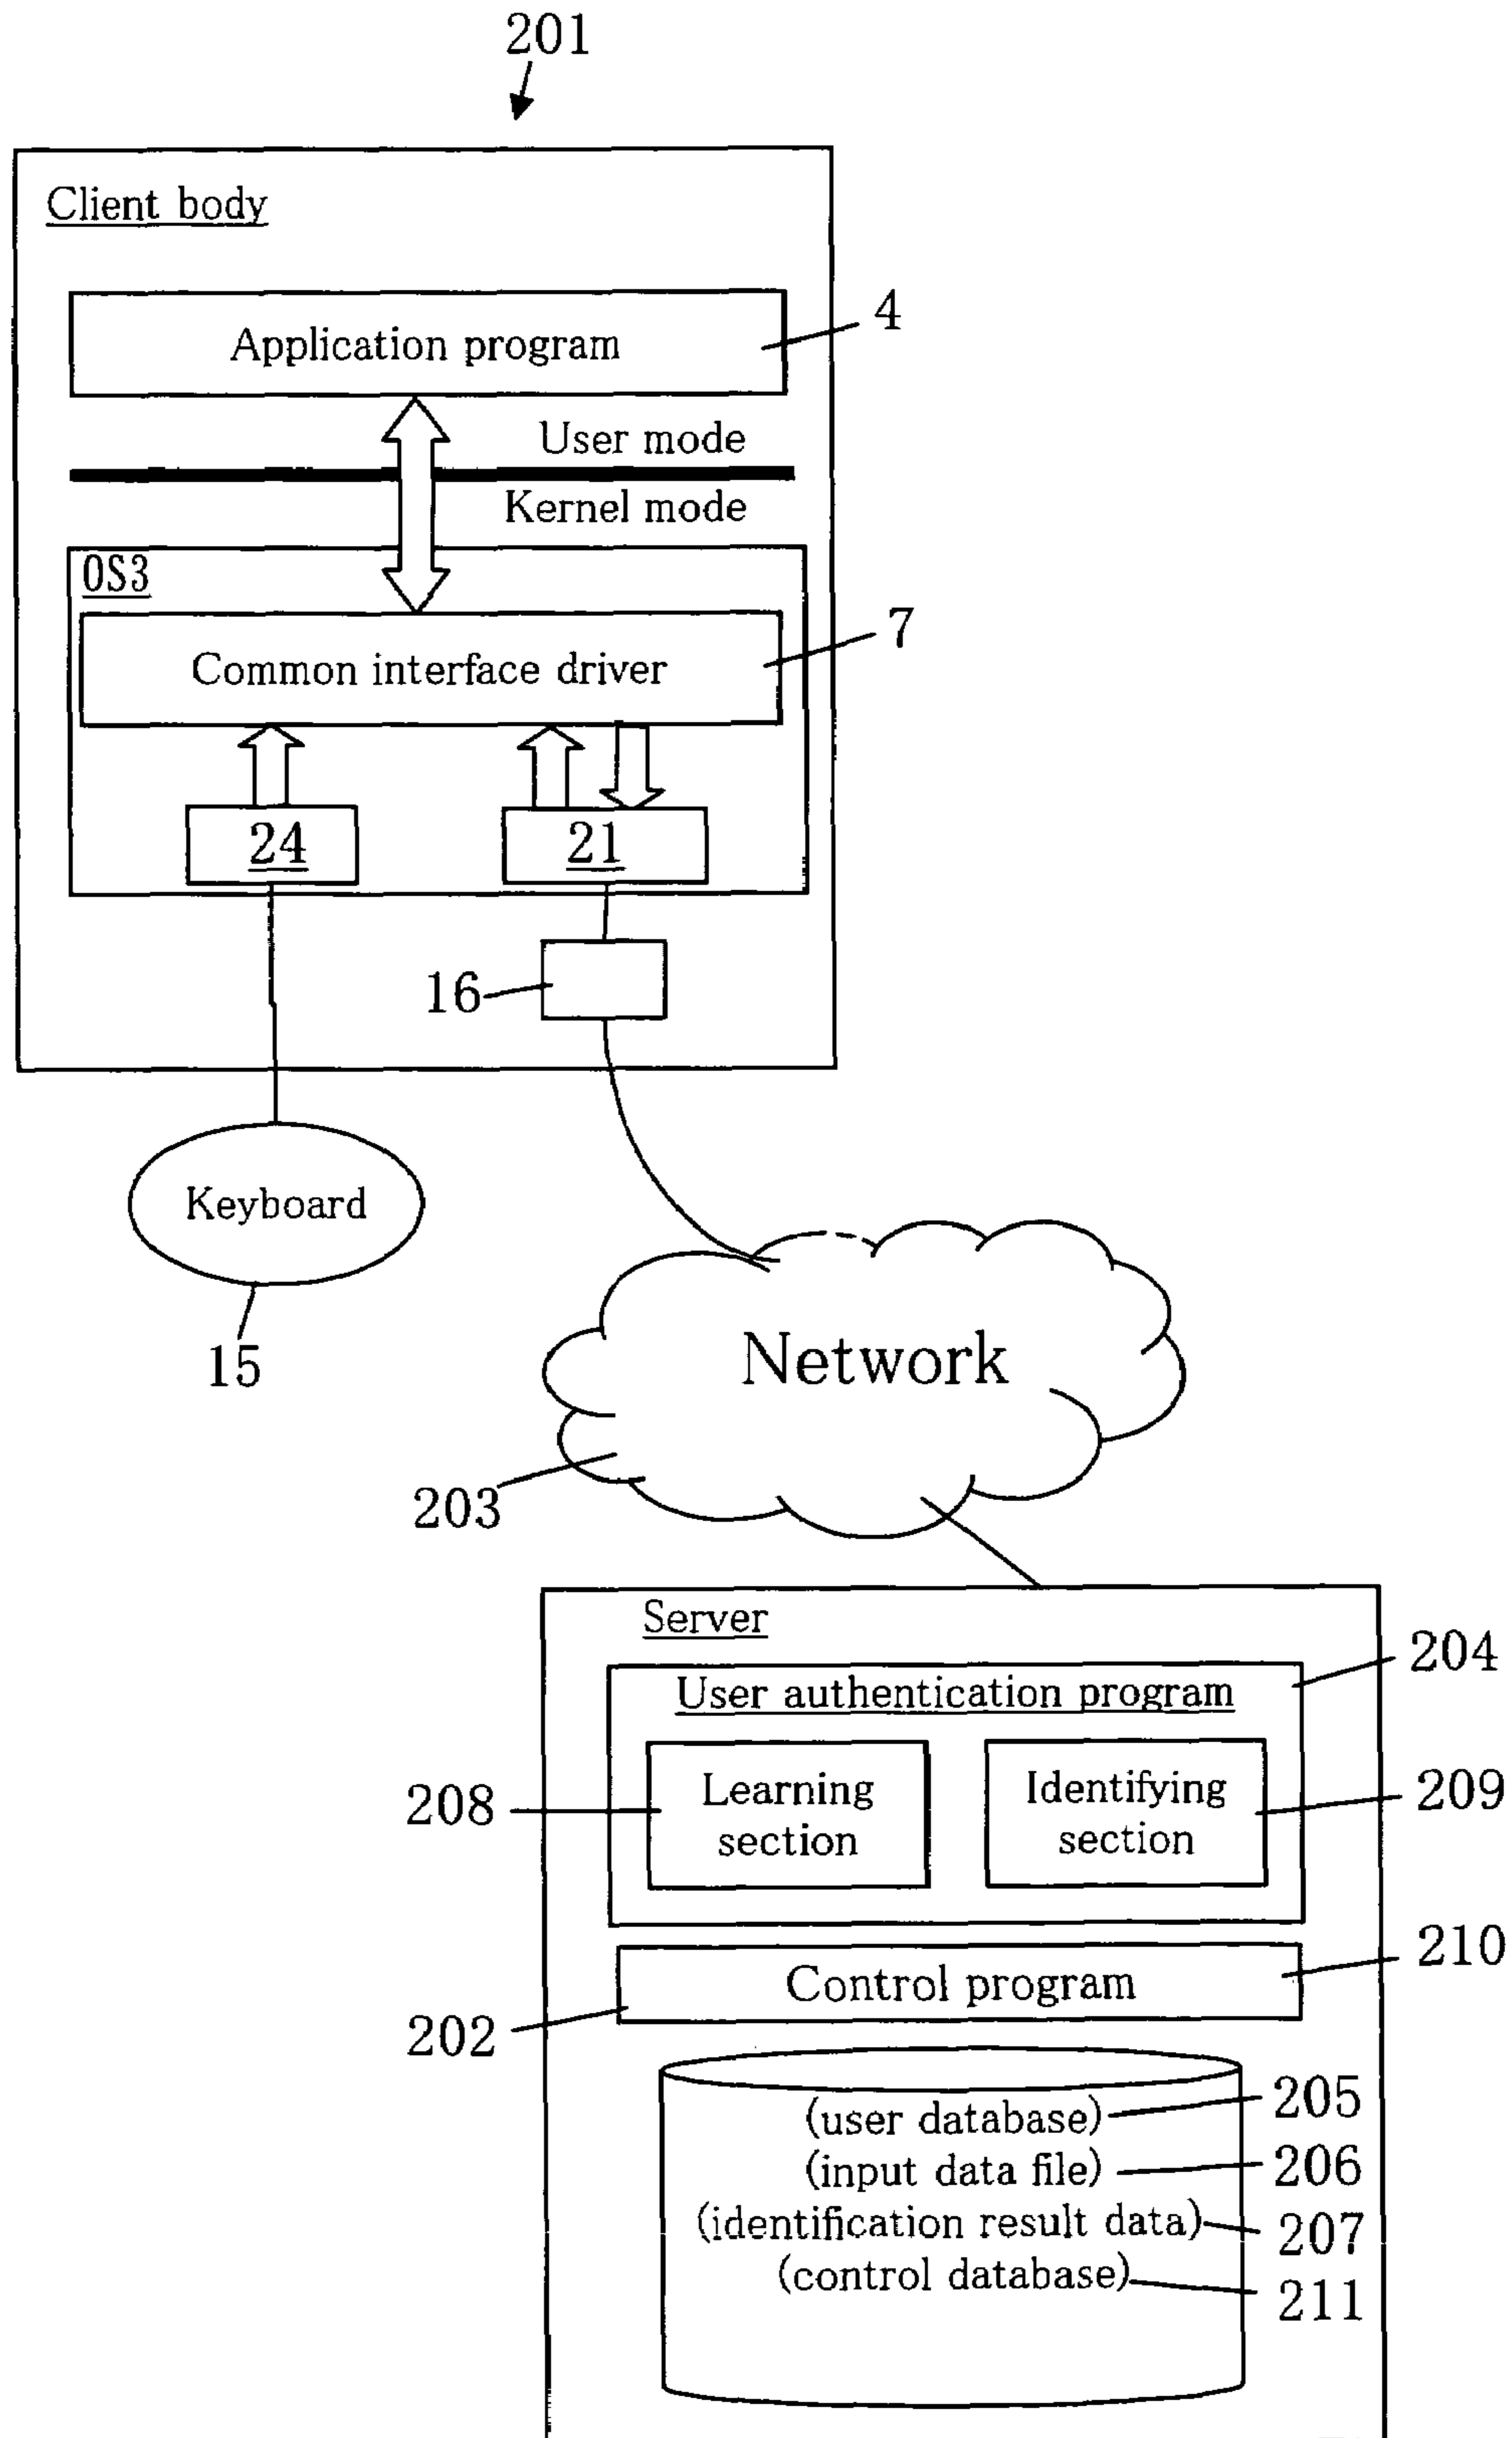 201
Client body
Application program
4
User mode
Kernel mode
OS3
Common interface driver
7
24
21
16
Keyboard
15
Network
203
Server
User authentication program
204
Learning
section
208
Identifying
section
209
Control program
210
202
(user database)
205
(input data file)
206
(identification result data)
207
(control database)
211